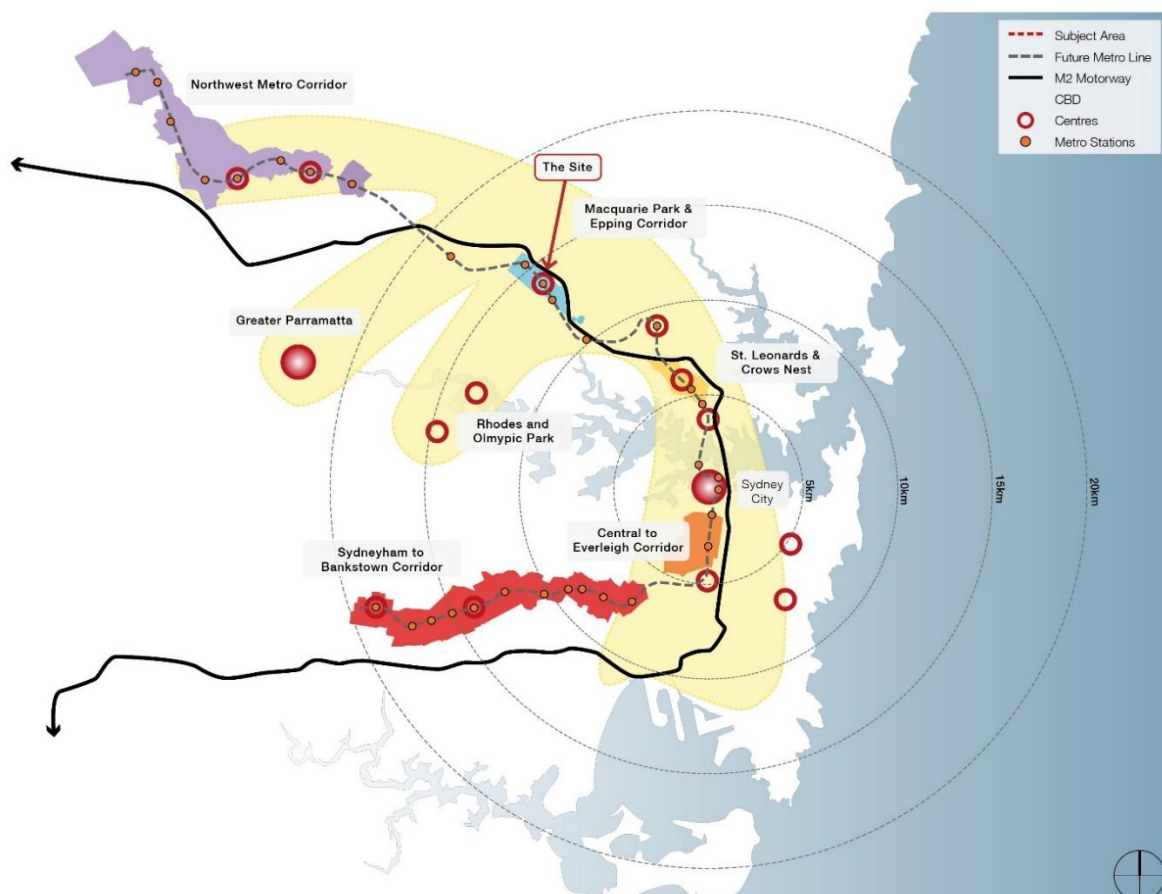 Subject Area
Future Metro Line
M2 Motorway
CBD
Centres
Metro Stations
Northwest Metro Corridor
The Site
Macquarie Park &
Epping Corridor
Greater Parramatta
St. Leonards &
Crows Nest
Rhodes and
Olmypic Park
Sydney
City
5km
10km
15km
20km
Central to
Everleigh Corridor
Sydneyham to
Bankstown Corridor